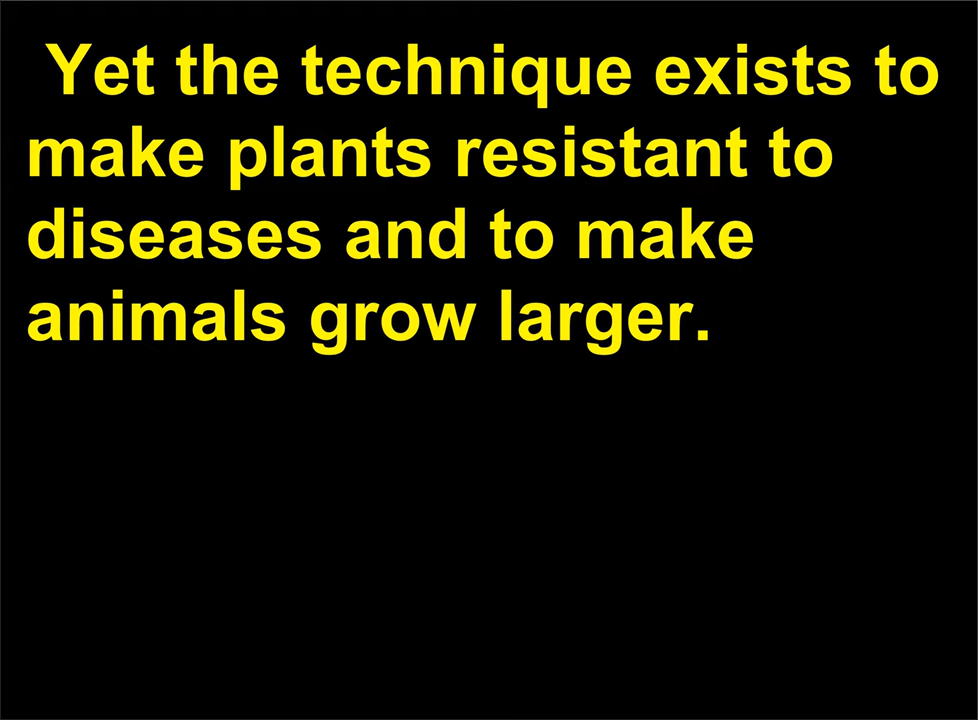 Yet the technique exists to
make plants resistant to
diseases and to make
animals grow larger.